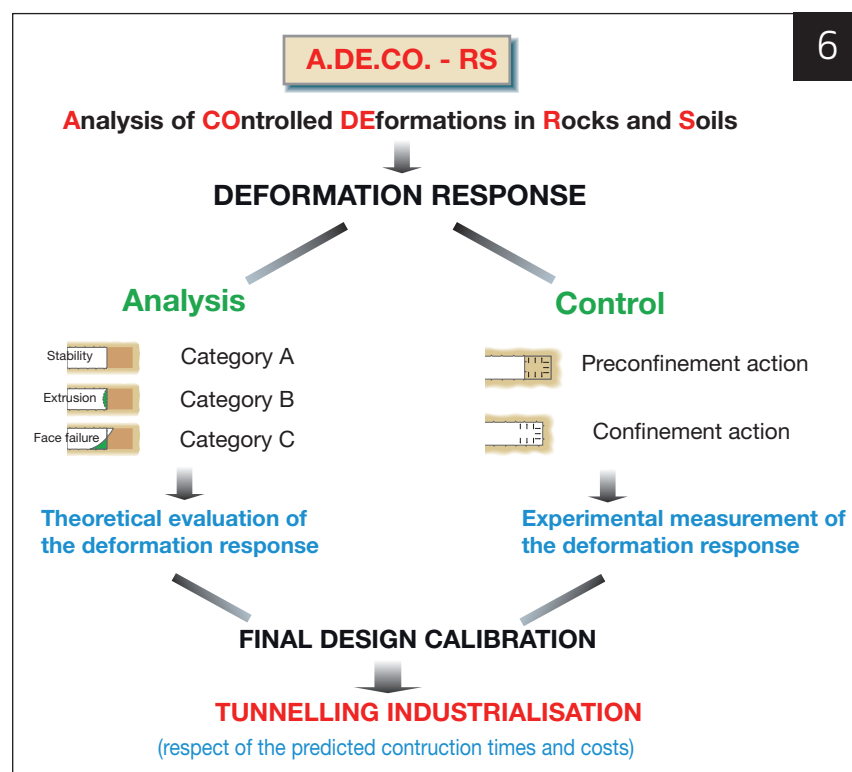 6
A.DE.CO. - RS
Analysis of COntrolled DEformations in Rocks and Soils
DEFORMATION RESPONSE
Analysis
Stability
Category A
Extrusion
Category B
Face failure
Category C
Theoretical evaluation of
the deformation response
Control
Preconfinement action
Confinement action
Experimental measurement of
the deformation response
FINAL DESIGN CALIBRATION
TUNNELLING INDUSTRIALISATION
(respect of the predicted contruction times and costs)